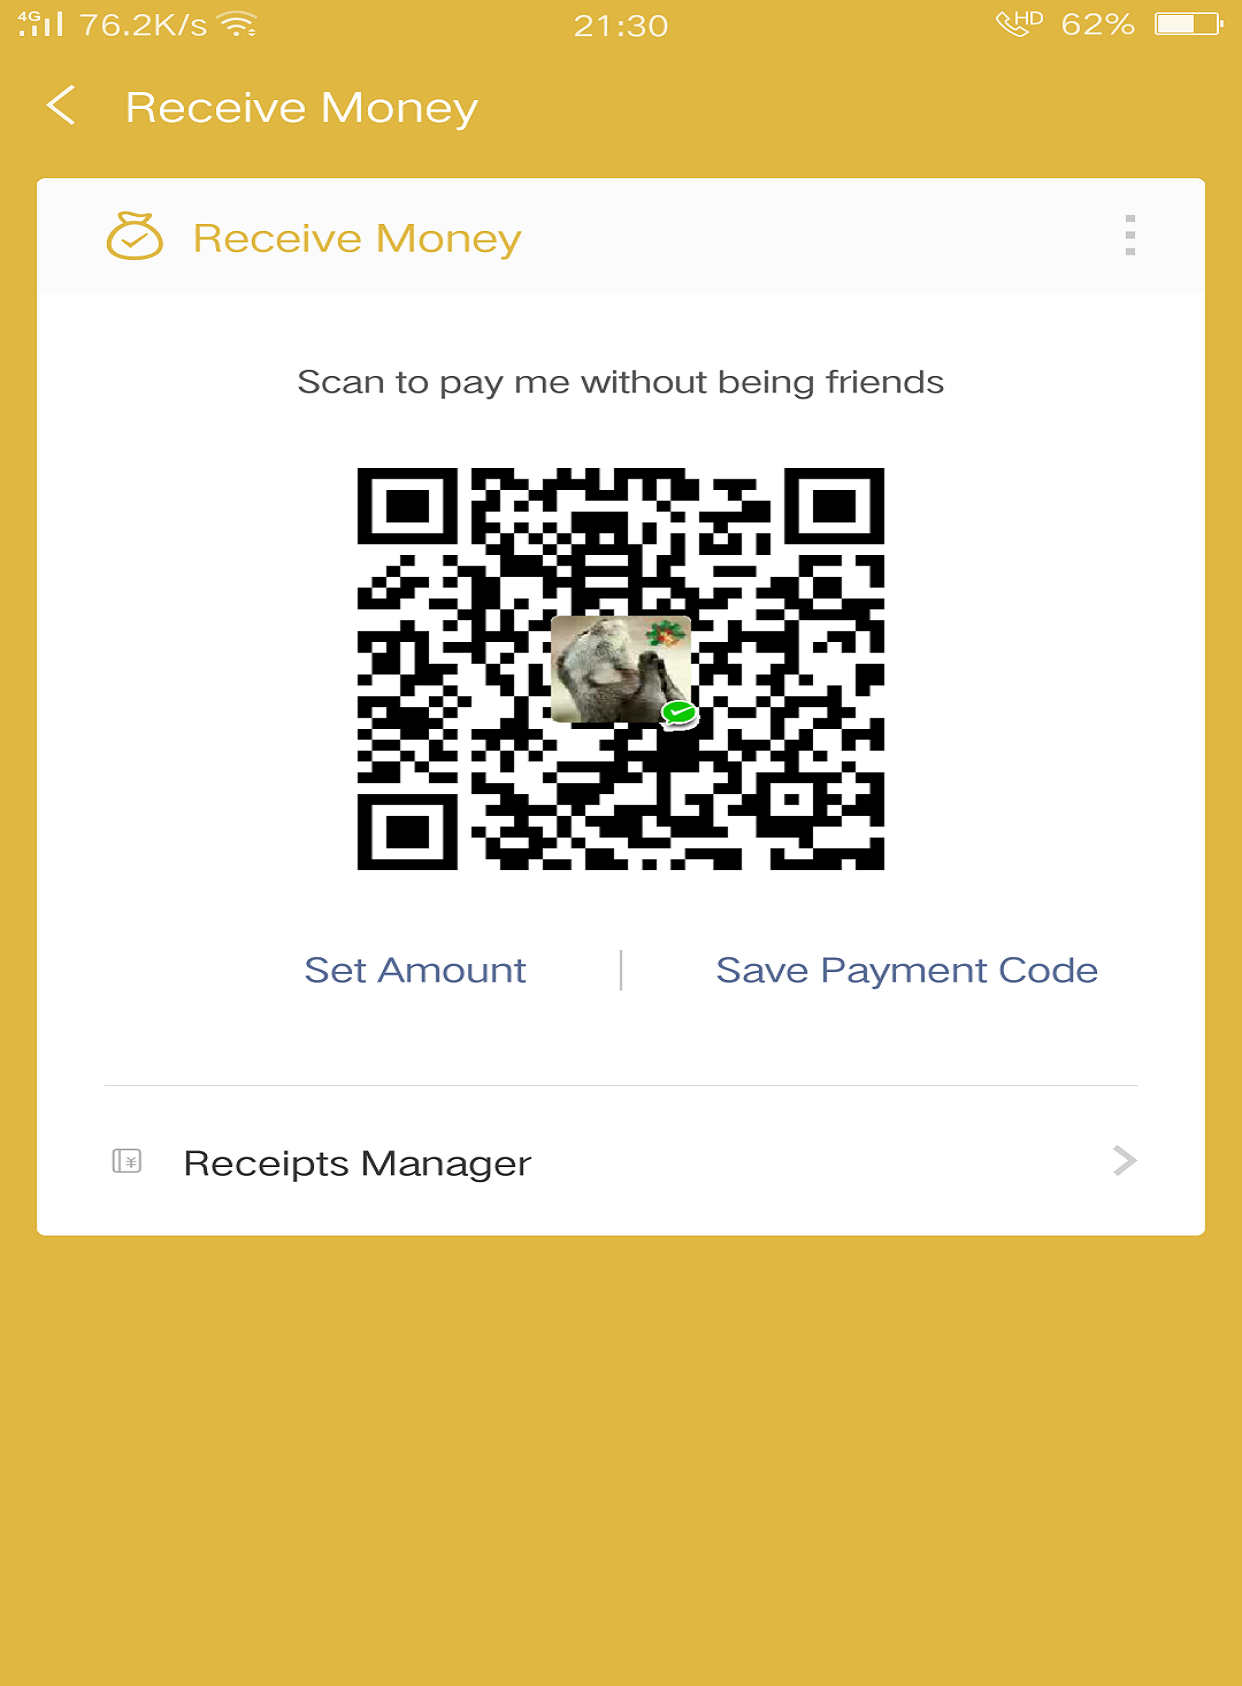 4G 76.2K/s 21:30 HD 62%
Receive Money
Receive Money
Scan to pay me without being friends
Set Amount | Save Payment Code
¥ Receipts Manager